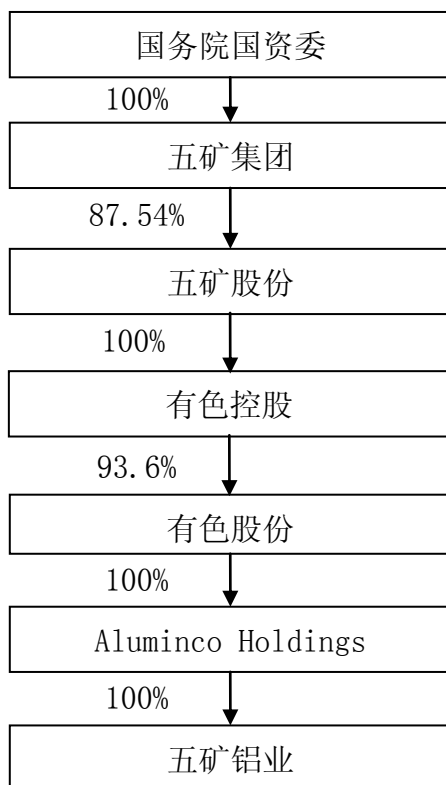 国务院国资委
100%
五矿集团
87.54%
五矿股份
100%
有色控股
93.6%
有色股份
100%
Aluminco Holdings
100%
五矿铝业